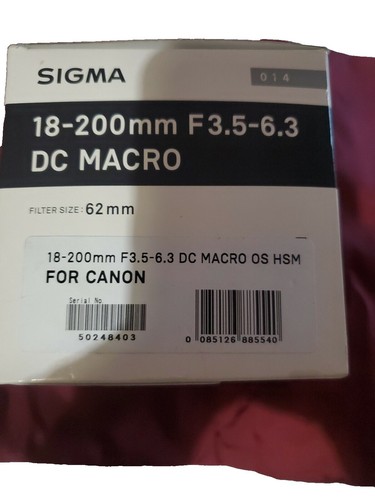 SIGMA
014
18-200mm F3.5-6.3
DC MACRO
FILTER SIZE: 62mm
18-200mm F3.5-6.3 DC MACRO OS HSM
FOR CANON
Serial No.
50248403
0 085126 885540